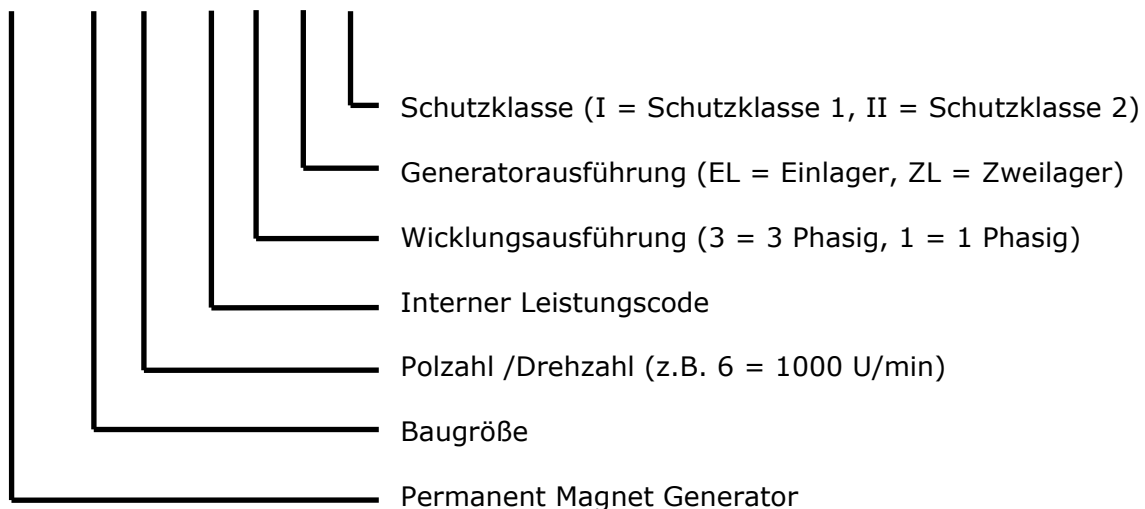 Schutzklasse (I = Schutzklasse 1, II = Schutzklasse 2)
Generatorausführung (EL = Einlager, ZL = Zweilager)
Wicklungsausführung (3 = 3 Phasig, 1 = 1 Phasig)
Interner Leistungscode
Polzahl /Drehzahl (z.B. 6 = 1000 U/min)
Baugröße
Permanent Magnet Generator